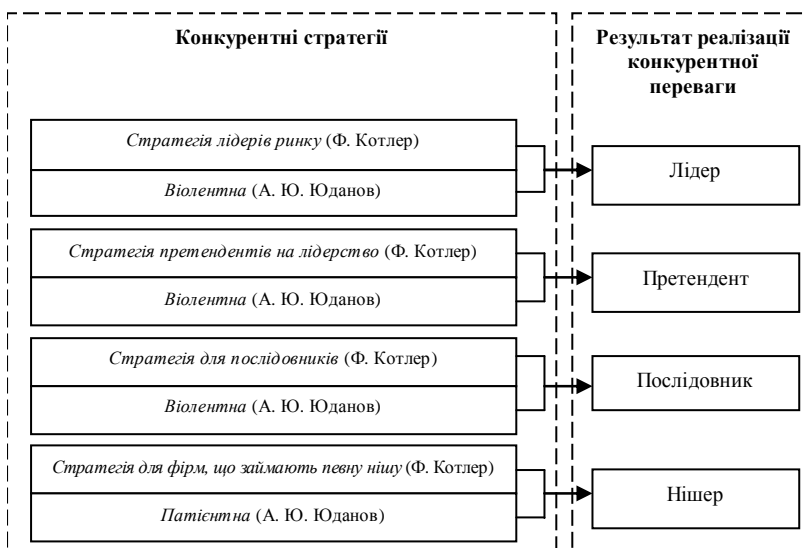 Конкурентні стратегії
Результат реалізації
конкурентної
переваги
Стратегія лідерів ринку (Ф. Котлер)
Віолентна (А. Ю. Юданов)
Лідер
Стратегія претендентів на лідерство (Ф. Котлер)
Віолентна (А. Ю. Юданов)
Претендент
Стратегія для послідовників (Ф. Котлер)
Віолентна (А. Ю. Юданов)
Послідовник
Стратегія для фірм, що займають певну нішу (Ф. Котлер)
Патієнтна (А. Ю. Юданов)
Нішер